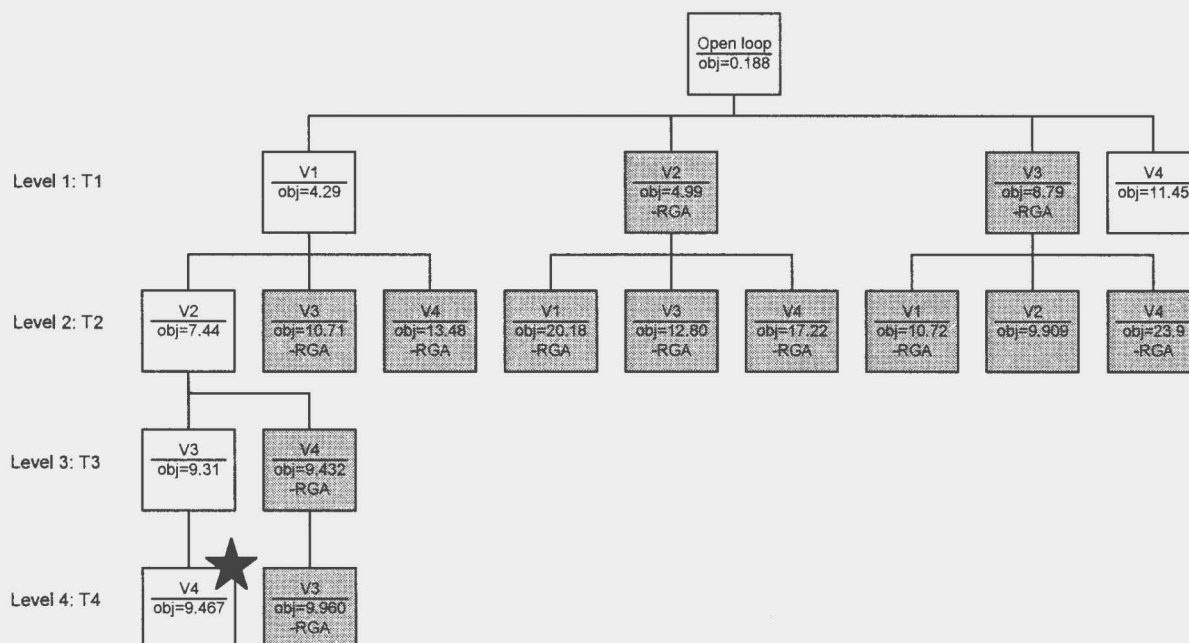 Open loop
obj=0.188
Level 1: T1
V1
obj=4.29
V2
obj=4.99
-RGA
V3
obj=8.79
-RGA
V4
obj=11.45
Level 2: T2
V2
obj=7.44
V3
obj=10.71
-RGA
V4
obj=13.48
-RGA
V1
obj=20.18
-RGA
V3
obj=12.80
-RGA
V4
obj=17.22
-RGA
V1
obj=10.72
-RGA
V2
obj=9.909
V4
obj=23.9
-RGA
Level 3: T3
V3
obj=9.31
V4
obj=9.432
-RGA
Level 4: T4
V4
obj=9.467
V3
obj=9.960
-RGA